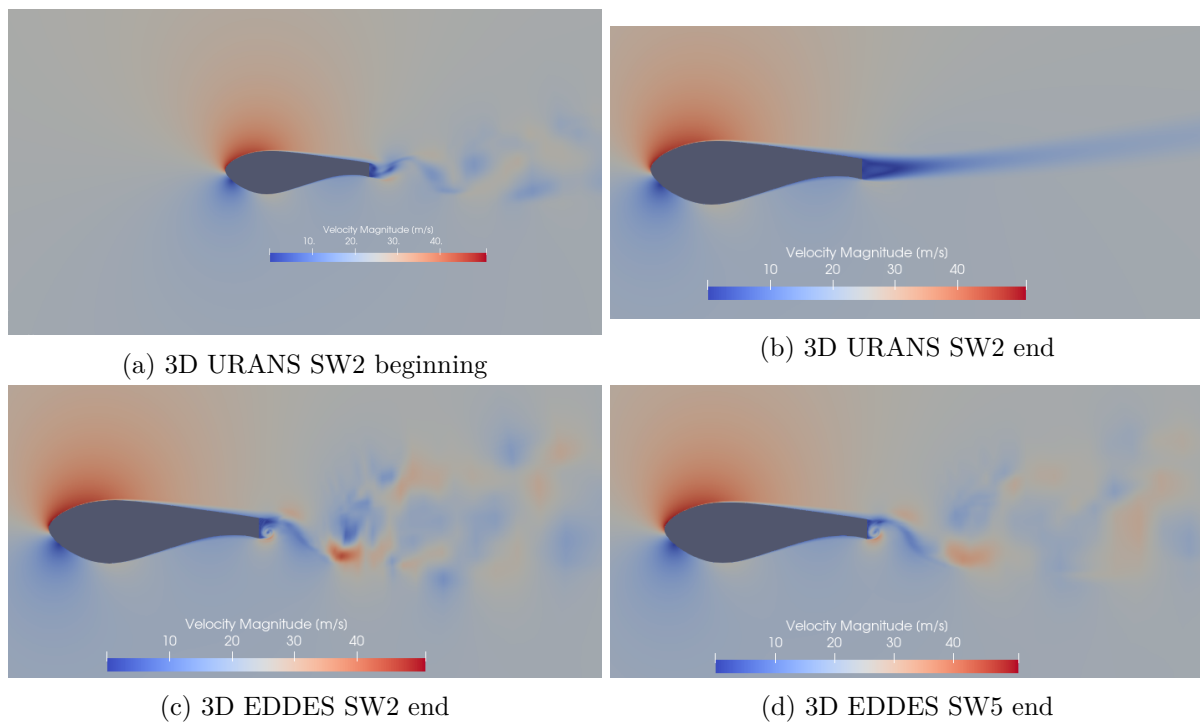 Velocity Magnitude (m/s)
10. 20. 30. 40.
Velocity Magnitude (m/s)
10 20 30 40
(a) 3D URANS SW2 beginning
(b) 3D URANS SW2 end
Velocity Magnitude (m/s)
10 20 30 40
Velocity Magnitude (m/s)
10 20 30 40
(c) 3D EDDES SW2 end
(d) 3D EDDES SW5 end